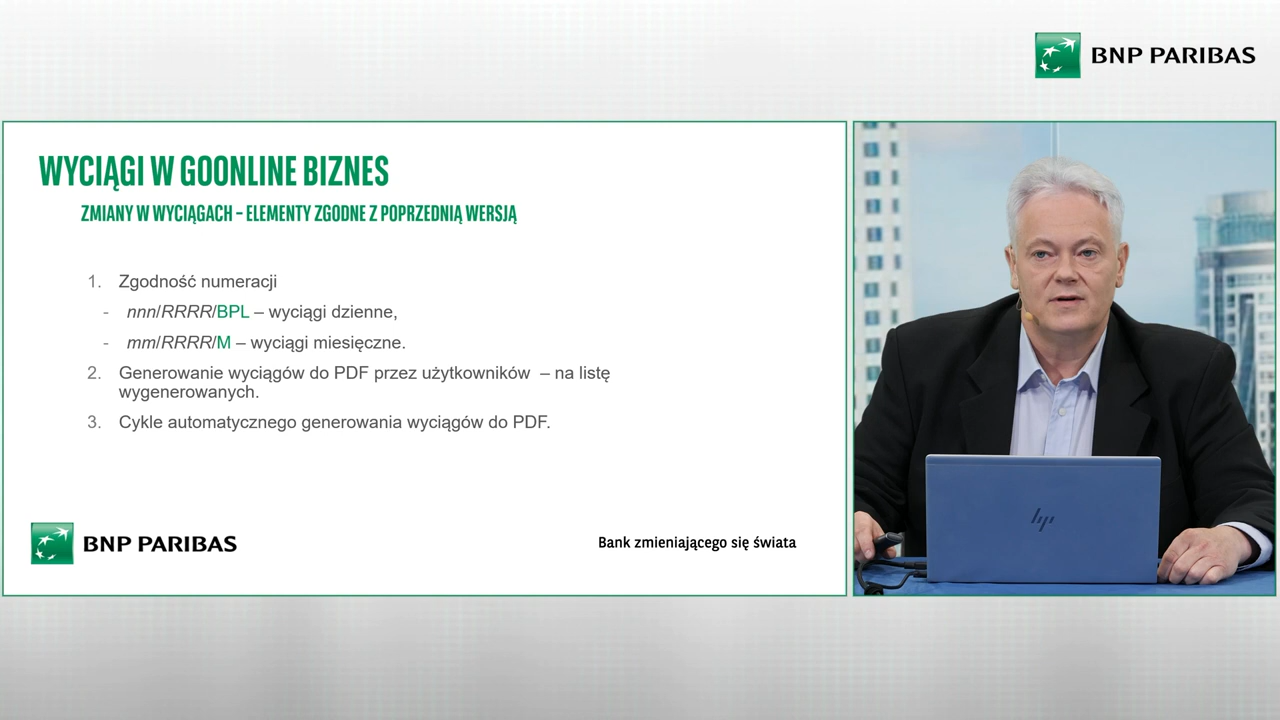 BNP PARIBAS
WYCIĄGI W GOONLINE BIZNES
ZMIANY W WYCIĄGACH – ELEMENTY ZGODNE Z POPRZEDNIĄ WERSJĄ
1. Zgodność numeracji
- nnn/RRRR/BPL – wyciągi dzienne,
- mm/RRRR/M – wyciągi miesięczne.
2. Generowanie wyciągów do PDF przez użytkowników – na listę
wygenerowanych.
3. Cykle automatycznego generowania wyciągów do PDF.
BNP PARIBAS
Bank zmieniającego się świata
hp